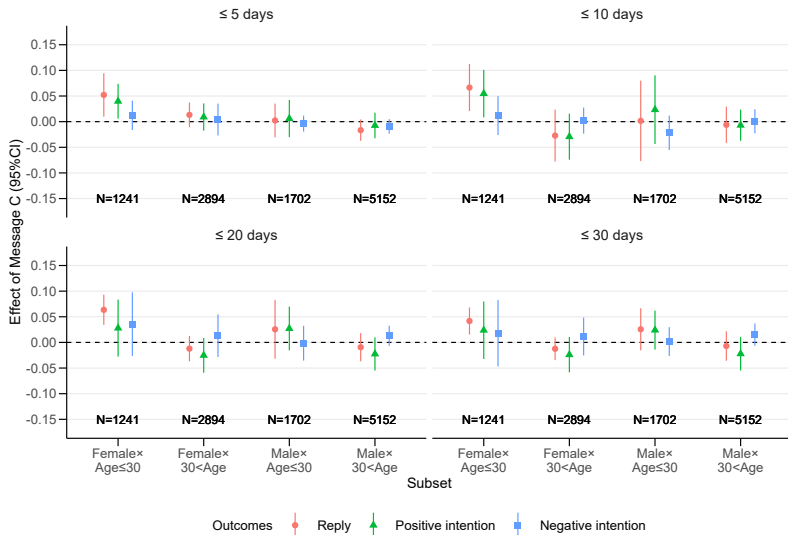 ≤ 5 days
≤ 10 days
0.15
0.10
0.05
0.00
−0.05
−0.10
−0.15
N=1241
N=2894
N=1702
N=5152
N=1241
N=2894
N=1702
N=5152
≤ 20 days
≤ 30 days
0.15
0.10
0.05
0.00
−0.05
−0.10
−0.15
N=1241
N=2894
N=1702
N=5152
N=1241
N=2894
N=1702
N=5152
Effect of Message C (95%CI)
Female×
Age≤30
Female×
30<Age
Male×
Age≤30
Male×
30<Age
Female×
Age≤30
Female×
30<Age
Male×
Age≤30
Male×
30<Age
Subset
Outcomes
Reply
Positive intention
Negative intention